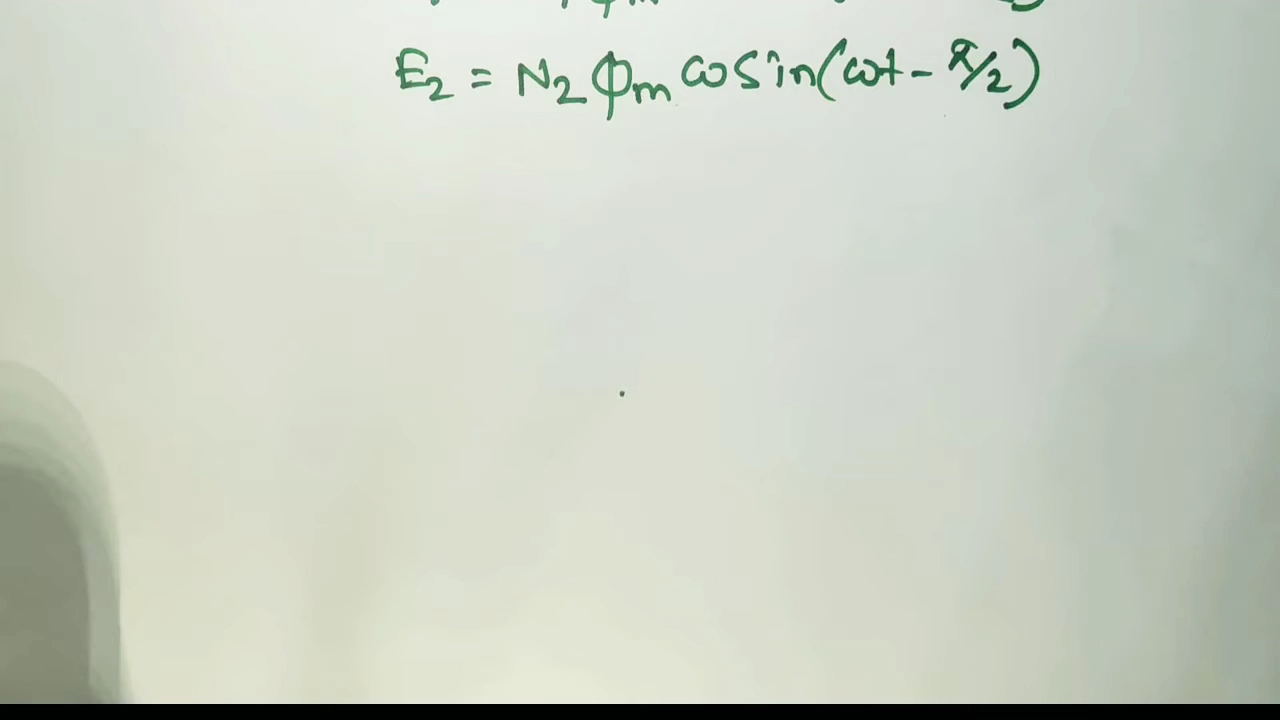 E₂ = N₂ φₘ ω Sin(ωt - π/2)